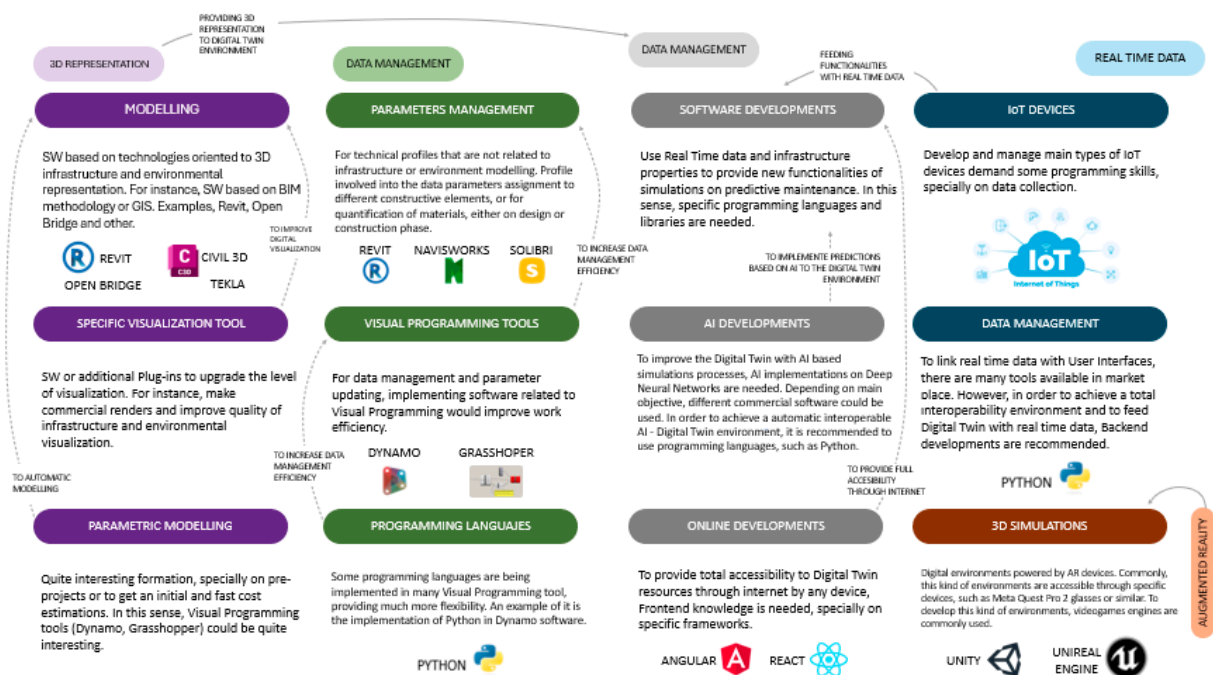 PROVIDING 3D
REPRESENTATION
TO DIGITAL TWIN
ENVIRONMENT
3D REPRESENTATION
DATA MANAGEMENT
DATA MANAGEMENT
FEEDING
FUNCTIONALITIES
WITH REAL TIME DATA
REAL TIME DATA
MODELLING
SW based on technologies oriented to 3D
infrastructure and environmental
representation. For instance, SW based on BIM
methodology or GIS. Examples, Revit, Open
Bridge and other.
R REVIT
C
C3D
CIVIL 3D
OPEN BRIDGE
TEKLA
TO IMPROVE
DIGITAL
VISUALIZATION
SPECIFIC VISUALIZATION TOOL
SW or additional Plug-ins to upgrade the level
of visualization. For instance, make
commercial renders and improve quality of
infrastructure and environmental
visualization.
TO AUTOMATIC
MODELLING
PARAMETRIC MODELLING
Quite interesting formation, specially on pre-
projects or to get an initial and fast cost
estimations. In this sense, Visual Programming
tools (Dynamo, Grasshopper) could be quite
interesting.
PARAMETERS MANAGEMENT
For technical profiles that are not related to
infrastructure or environment modelling. Profile
involved into the data parameters assignment to
different constructive elements, or for
quantification of materials, either on design or
construction phase.
REVIT NAVISWORKS SOLIBRI
R N S
TO INCREASE DATA
MANAGEMENT
EFFICIENCY
VISUAL PROGRAMMING TOOLS
For data management and parameter
updating, implementing software related to
Visual Programming would improve work
efficiency.
DYNAMO GRASSHOPER
TO INCREASE DATA
MANAGEMENT
EFFICIENCY
PROGRAMMING LANGUAJES
Some programming languages are being
implemented in many Visual Programming tool,
providing much more flexibility. An example of it is
the implementation of Python in Dynamo software.
PYTHON
SOFTWARE DEVELOPMENTS
Use Real Time data and infrastructure
properties to provide new functionalities of
simulations on predictive maintenance. In this
sense, specific programming languages and
libraries are needed.
TO IMPLEMENTE PREDICTIONS
BASED ON AI TO THE DIGITAL TWIN
ENVIRONMENT
AI DEVELOPMENTS
To improve the Digital Twin with AI based
simulations processes, AI implementations on Deep
Neural Networks are needed. Depending on main
objective, different commercial software could be
used. In order to achieve a automatic interoperable
AI - Digital Twin environment, it is recommended to
use programming languages, such as Python.
TO PROVIDE FULL
ACCESIBILITY
THROUGH INTERNET
ONLINE DEVELOPMENTS
To provide total accessibility to Digital Twin
resources through internet by any device,
Frontend knowledge is needed, specially on
specific frameworks.
ANGULAR A REACT
IoT DEVICES
Develop and manage main types of IoT
devices demand some programming skills,
specially on data collection.
IoT
Internet of Things
DATA MANAGEMENT
To link real time data with User Interfaces,
there are many tools available in market
place. However, in order to achieve a total
interoperability environment and to feed
Digital Twin with real time data, Backend
developments are recommended.
PYTHON
3D SIMULATIONS
Digital environments powered by AR devices. Commonly,
this kind of environments are accessible through specific
devices, such as Meta Quest Pro 2 glasses or similar. To
develop this kind of environments, videogames engines are
commonly used.
UNITY
UNIREAL
ENGINE
AUGMENTED REALITY